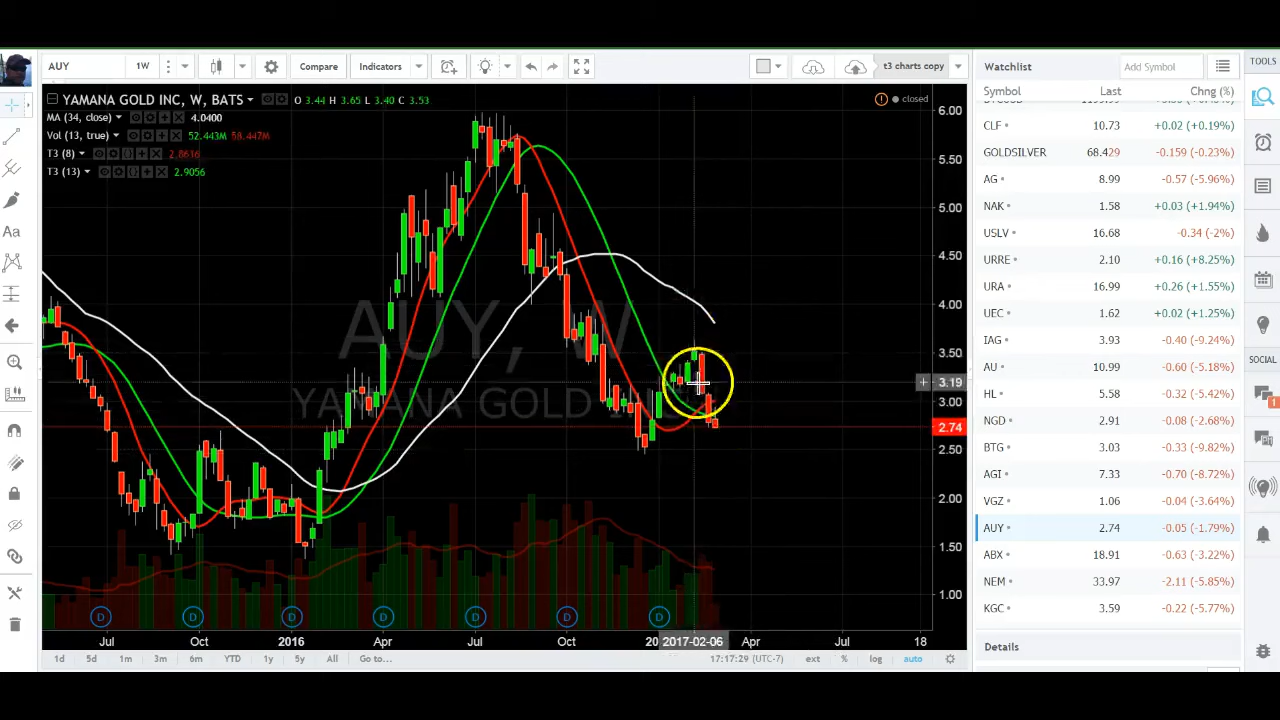 AUY 1W Compare Indicators t3 charts copy
YAMANA GOLD INC, W, BATS O 3.44 H 3.65 L 3.40 C 3.53
MA (34, close) 4.0400
Vol (13, true) 52.443M 58.447M
T3 (8) 2.8616
T3 (13) 2.9056
closed
AUY, W
YAMANA GOLD INC
6.00
5.50
5.00
4.50
4.00
3.50
3.19
3.00
2.74
2.50
2.00
1.50
1.00
D D D D D D D
Jul Oct 2016 Apr Jul Oct 20 2017-02-06 Apr Jul 18
1d 5d 1m 3m 6m YTD 1y 5y All Go to... 17:17:29 (UTC-7) ext % log auto
Watchlist Add Symbol
Symbol Last Chng (%)
CLF 10.73 +0.02 (+0.19%)
GOLDSILVER 68.429 -0.159 (-0.23%)
AG 8.99 -0.57 (-5.96%)
NAK 1.58 +0.03 (+1.94%)
USLV 16.68 -0.34 (-2%)
URRE 2.10 +0.16 (+8.25%)
URA 16.99 +0.26 (+1.55%)
UEC 1.62 +0.02 (+1.25%)
IAG 3.93 -0.40 (-9.24%)
AU 10.99 -0.60 (-5.18%)
HL 5.58 -0.32 (-5.42%)
NGD 2.91 -0.08 (-2.68%)
BTG 3.03 -0.33 (-9.82%)
AGI 7.33 -0.70 (-8.72%)
-0.04 (-3.64%)
AUY 2.74 -0.05 (-1.79%)
ABX 18.91 -0.63 (-3.22%)
NEM 33.97 -2.11 (-5.85%)
KGC 3.59 -0.22 (-5.77%)
Details
TOOLS
SOCIAL
1